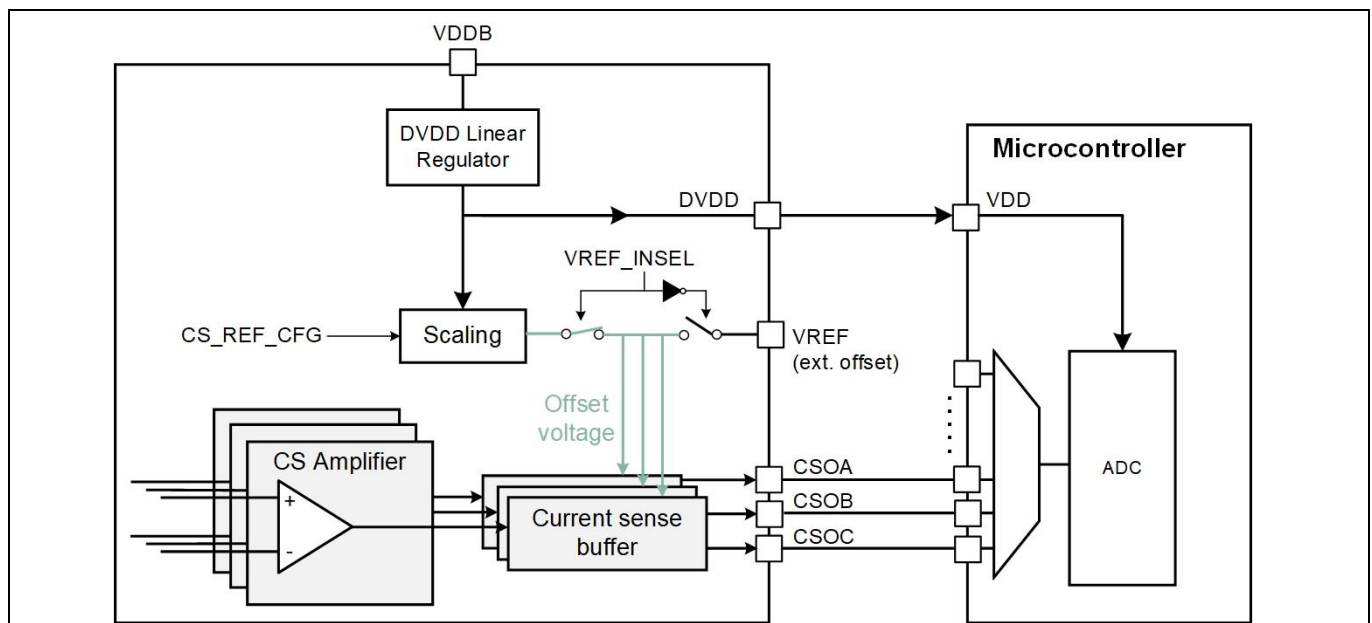 VDDB
DVDD Linear
Regulator
Microcontroller
DVDD
VDD
VREF_INSEL
CS_REF_CFG
Scaling
VREF
(ext. offset)
Offset
voltage
CS Amplifier
+
-
Current sense
buffer
CSOA
CSOB
CSOC
ADC